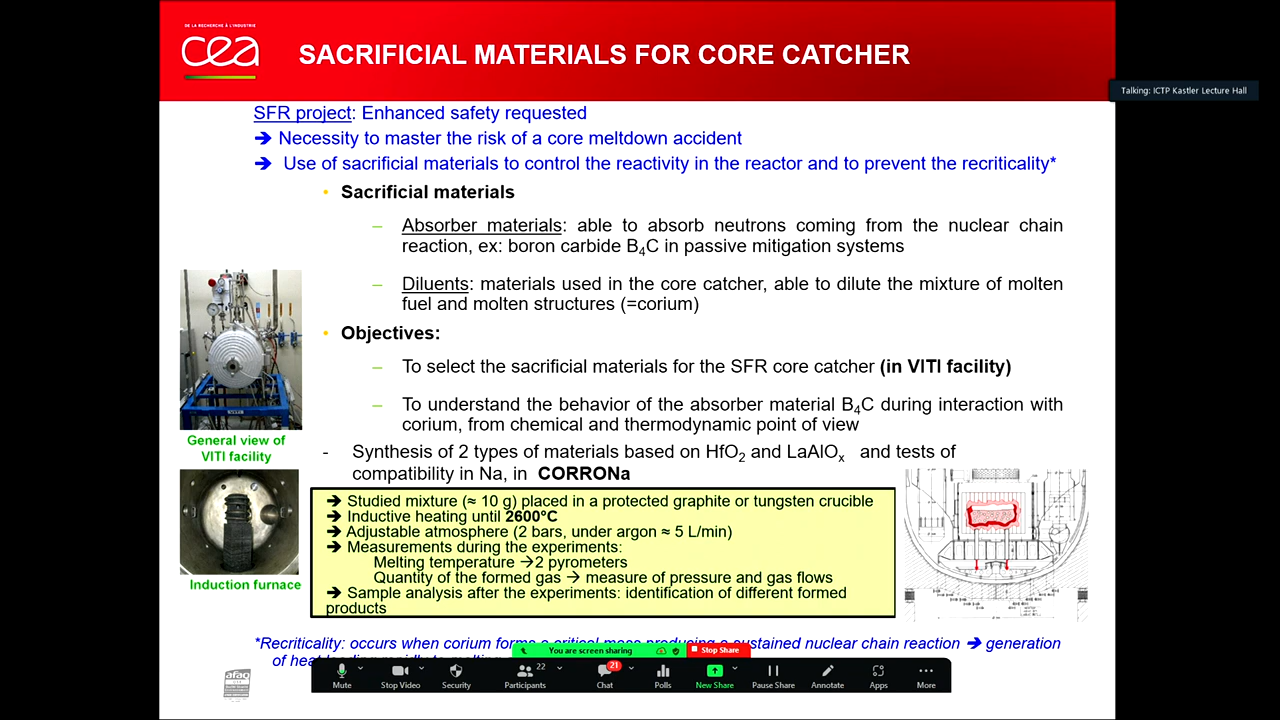 DE LA RECHERCHE À L'INDUSTRIE
cea
SACRIFICIAL MATERIALS FOR CORE CATCHER
Talking: ICTP Kastler Lecture Hall
SFR project: Enhanced safety requested
➔ Necessity to master the risk of a core meltdown accident
➔ Use of sacrificial materials to control the reactivity in the reactor and to prevent the recriticality*
• Sacrificial materials
– Absorber materials: able to absorb neutrons coming from the nuclear chain
reaction, ex: boron carbide B₄C in passive mitigation systems
– Diluents: materials used in the core catcher, able to dilute the mixture of molten
fuel and molten structures (=corium)
• Objectives:
– To select the sacrificial materials for the SFR core catcher (in VITI facility)
– To understand the behavior of the absorber material B₄C during interaction with
corium, from chemical and thermodynamic point of view
General view of
VITI facility
- Synthesis of 2 types of materials based on HfO₂ and LaAlOₓ and tests of
compatibility in Na, in CORRONa
➔ Studied mixture (≈ 10 g) placed in a protected graphite or tungsten crucible
➔ Inductive heating until 2600°C
➔ Adjustable atmosphere (2 bars, under argon ≈ 5 L/min)
➔ Measurements during the experiments:
Melting temperature →2 pyrometers
Quantity of the formed gas → measure of pressure and gas flows
➔ Sample analysis after the experiments: identification of different formed
products
Induction furnace
*Recriticality: occurs when corium forms a critical mass producing a sustained nuclear chain reaction ➔ generation
of heat
You are screen sharing
Stop Share
afaq
22
21
Mute
Stop Video
Security
Participants
Chat
Polls
New Share
Pause Share
Annotate
Apps
More